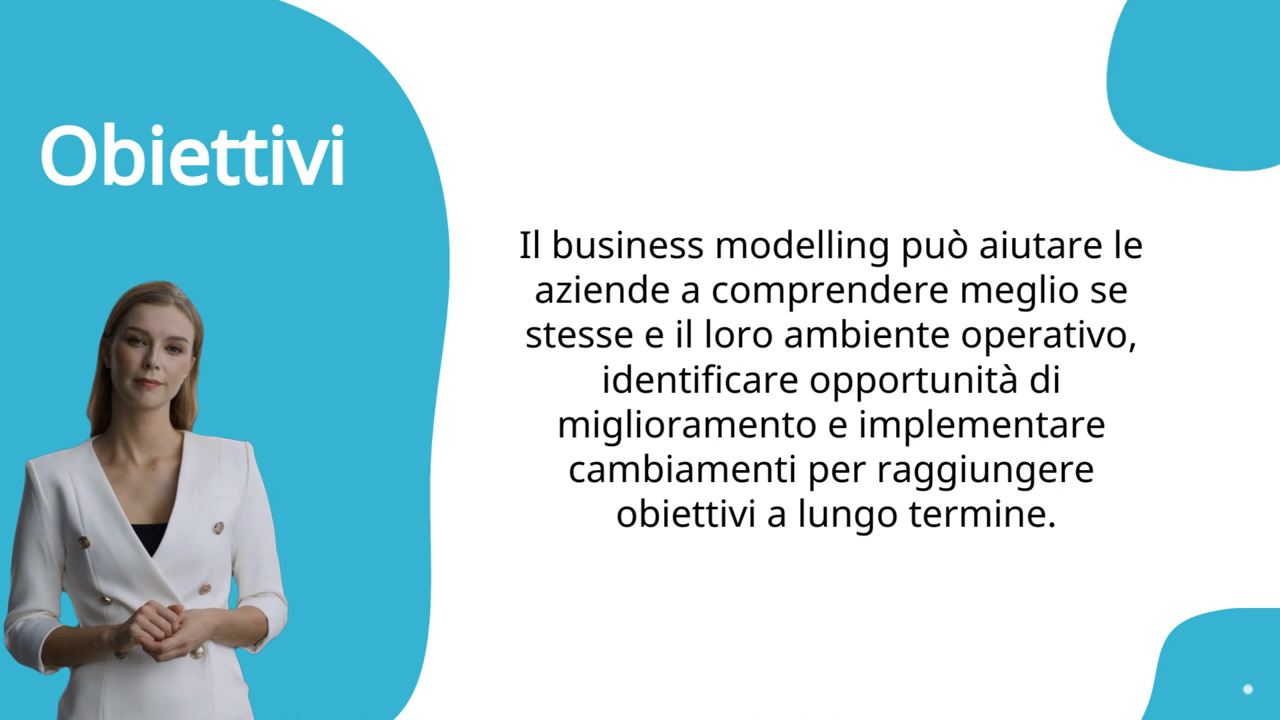 Obiettivi
Il business modelling può aiutare le
aziende a comprendere meglio se
stesse e il loro ambiente operativo,
identificare opportunità di
miglioramento e implementare
cambiamenti per raggiungere
obiettivi a lungo termine.